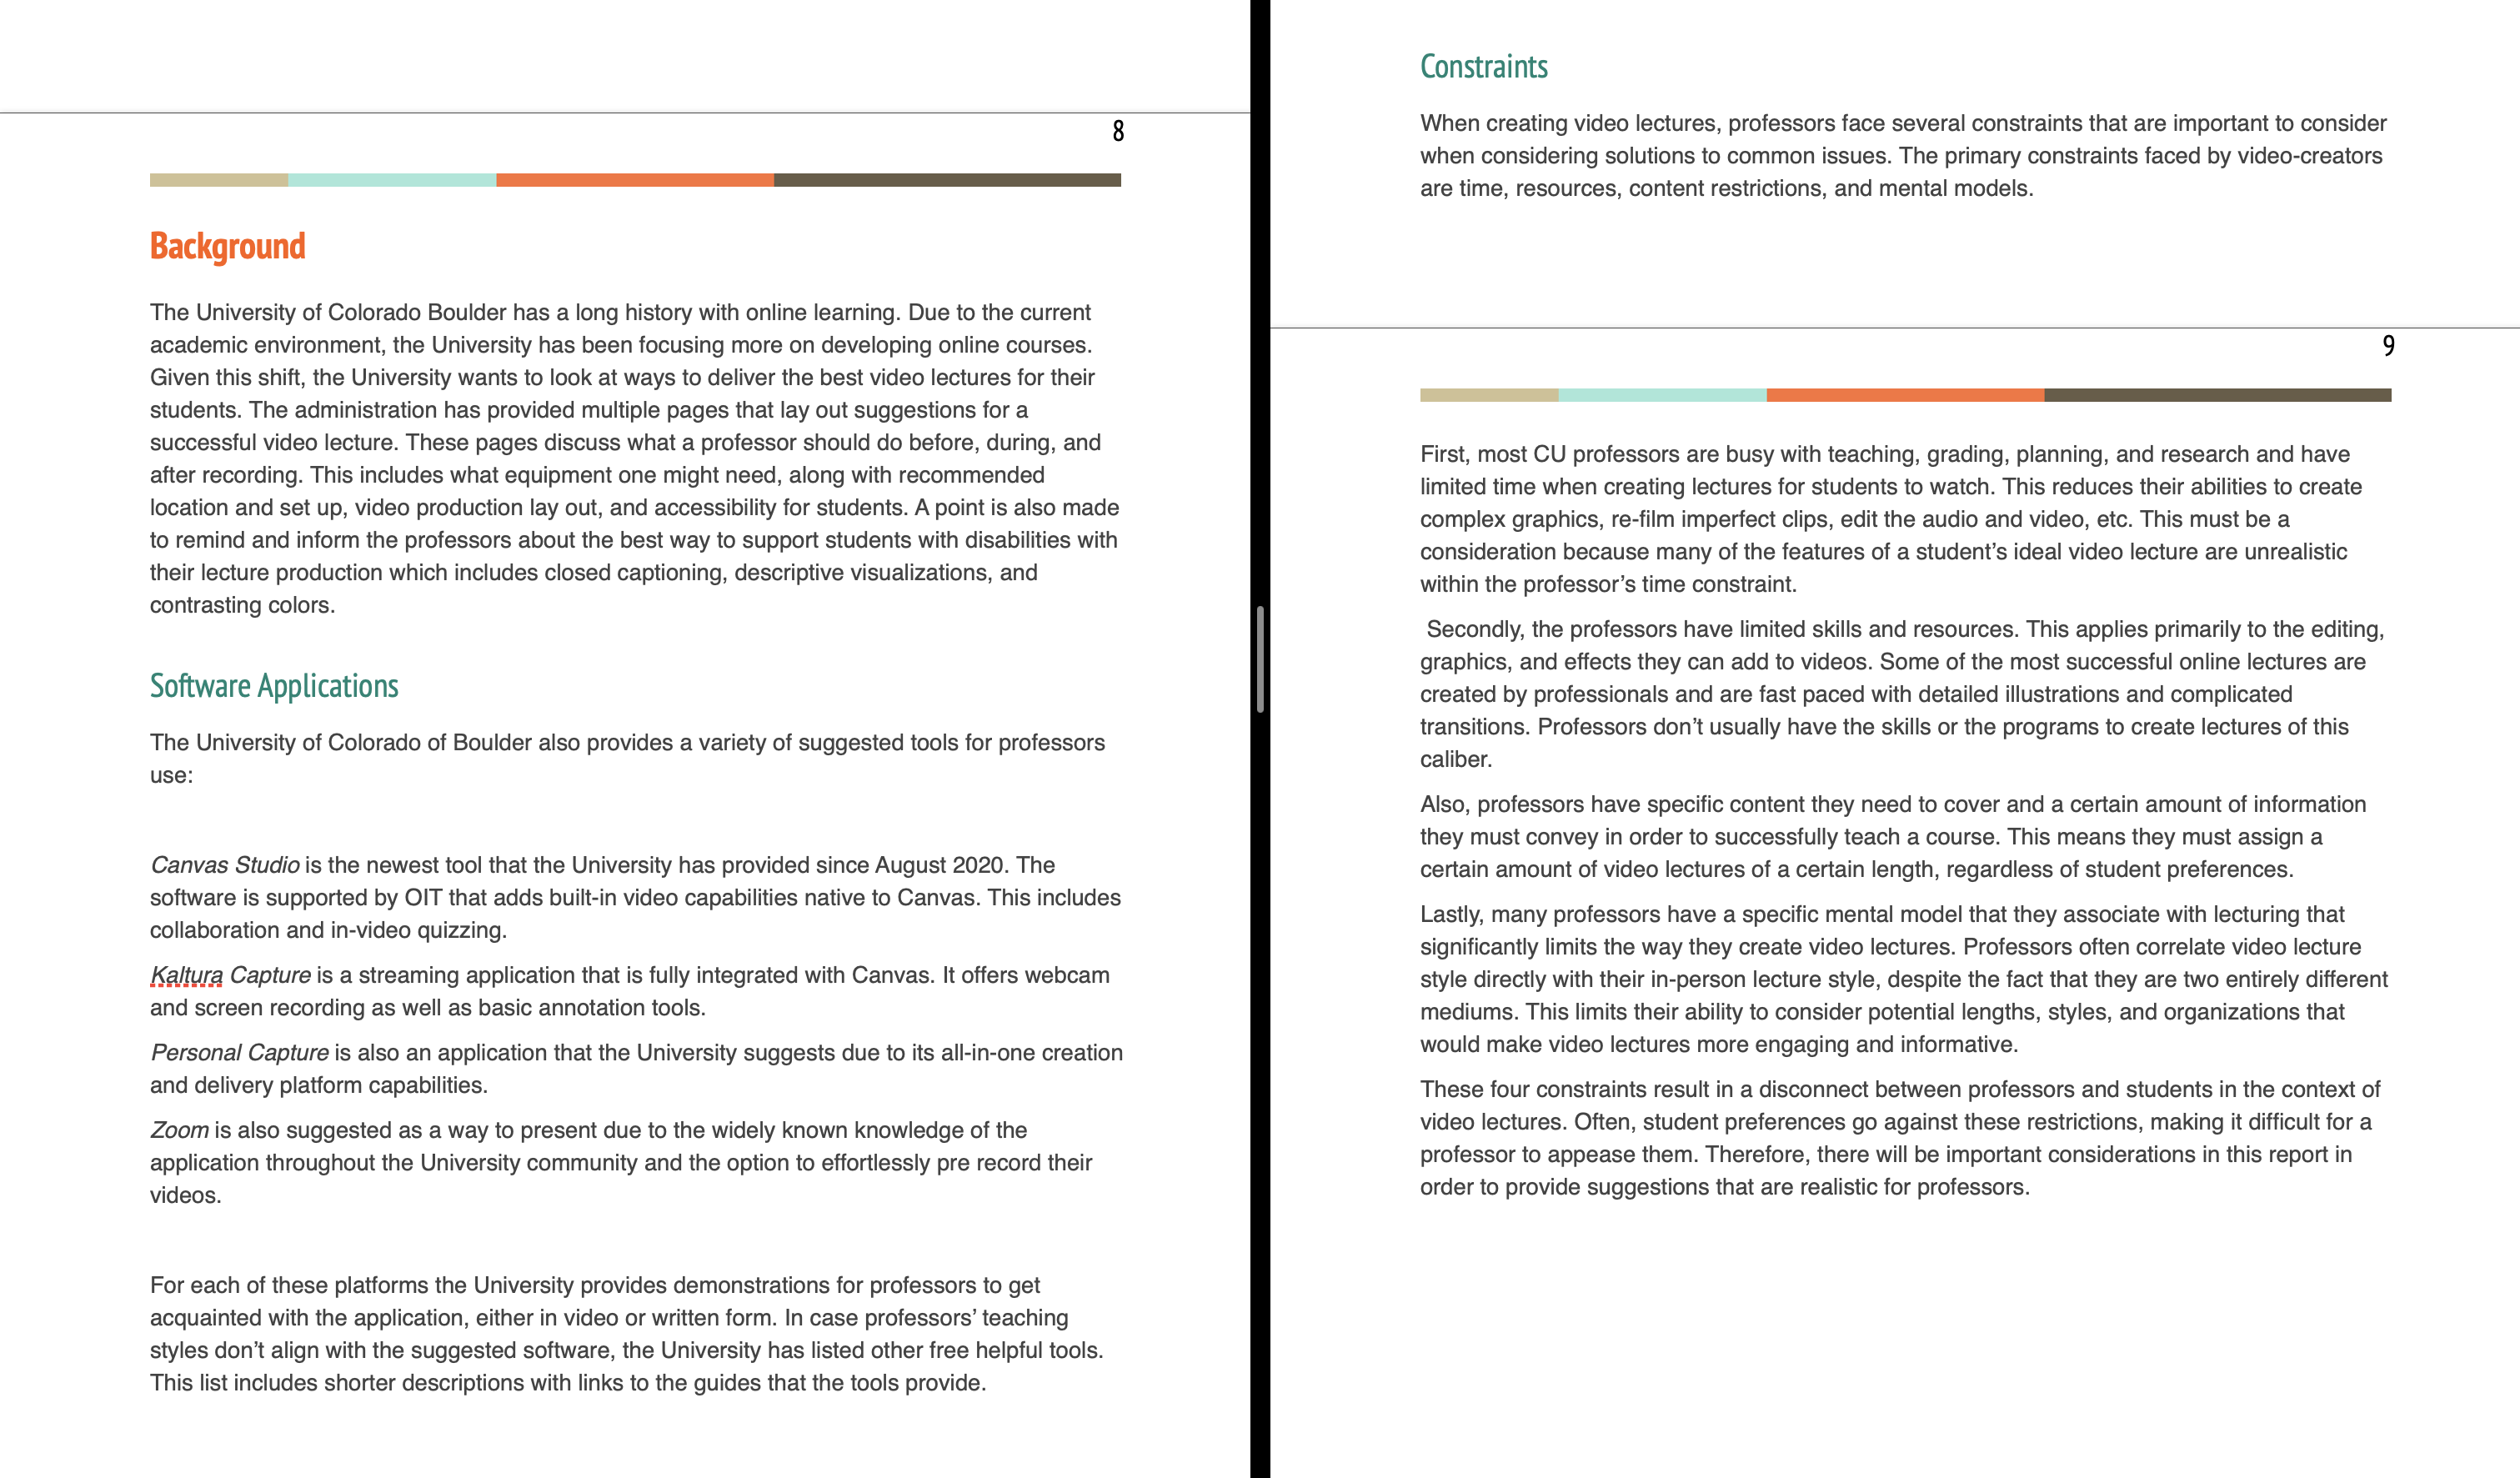 8
Background
The University of Colorado Boulder has a long history with online learning. Due to the current
academic environment, the University has been focusing more on developing online courses.
Given this shift, the University wants to look at ways to deliver the best video lectures for their
students. The administration has provided multiple pages that lay out suggestions for a
successful video lecture. These pages discuss what a professor should do before, during, and
after recording. This includes what equipment one might need, along with recommended
location and set up, video production lay out, and accessibility for students. A point is also made
to remind and inform the professors about the best way to support students with disabilities with
their lecture production which includes closed captioning, descriptive visualizations, and
contrasting colors.
Software Applications
The University of Colorado of Boulder also provides a variety of suggested tools for professors
use:
Canvas Studio is the newest tool that the University has provided since August 2020. The
software is supported by OIT that adds built-in video capabilities native to Canvas. This includes
collaboration and in-video quizzing.
Kaltura Capture is a streaming application that is fully integrated with Canvas. It offers webcam
and screen recording as well as basic annotation tools.
Personal Capture is also an application that the University suggests due to its all-in-one creation
and delivery platform capabilities.
Zoom is also suggested as a way to present due to the widely known knowledge of the
application throughout the University community and the option to effortlessly pre record their
videos.
For each of these platforms the University provides demonstrations for professors to get
acquainted with the application, either in video or written form. In case professors’ teaching
styles don’t align with the suggested software, the University has listed other free helpful tools.
This list includes shorter descriptions with links to the guides that the tools provide.
Constraints
When creating video lectures, professors face several constraints that are important to consider
when considering solutions to common issues. The primary constraints faced by video-creators
are time, resources, content restrictions, and mental models.
9
First, most CU professors are busy with teaching, grading, planning, and research and have
limited time when creating lectures for students to watch. This reduces their abilities to create
complex graphics, re-film imperfect clips, edit the audio and video, etc. This must be a
consideration because many of the features of a student’s ideal video lecture are unrealistic
within the professor’s time constraint.
Secondly, the professors have limited skills and resources. This applies primarily to the editing,
graphics, and effects they can add to videos. Some of the most successful online lectures are
created by professionals and are fast paced with detailed illustrations and complicated
transitions. Professors don’t usually have the skills or the programs to create lectures of this
caliber.
Also, professors have specific content they need to cover and a certain amount of information
they must convey in order to successfully teach a course. This means they must assign a
certain amount of video lectures of a certain length, regardless of student preferences.
Lastly, many professors have a specific mental model that they associate with lecturing that
significantly limits the way they create video lectures. Professors often correlate video lecture
style directly with their in-person lecture style, despite the fact that they are two entirely different
mediums. This limits their ability to consider potential lengths, styles, and organizations that
would make video lectures more engaging and informative.
These four constraints result in a disconnect between professors and students in the context of
video lectures. Often, student preferences go against these restrictions, making it difficult for a
professor to appease them. Therefore, there will be important considerations in this report in
order to provide suggestions that are realistic for professors.